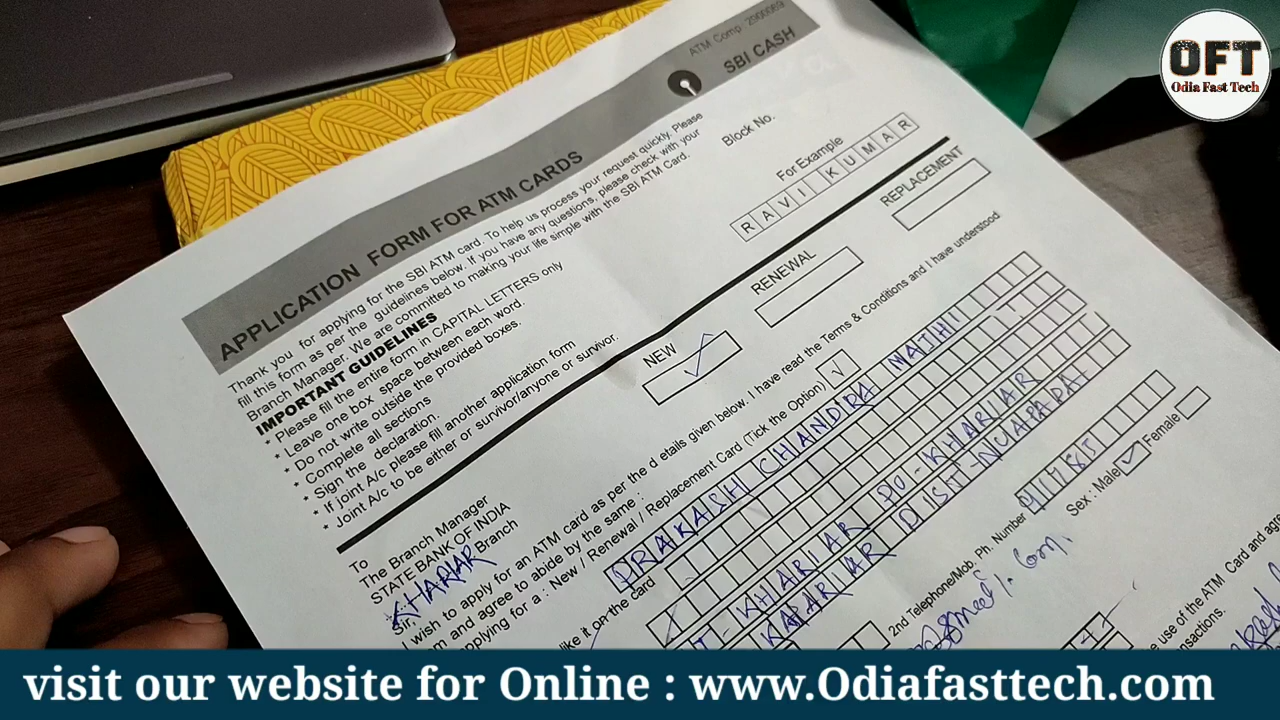 OFT
Odia Fast Tech
ATM Comp 2000069
SBI CASH
APPLICATION FORM FOR ATM CARDS
Thank you for applying for the SBI ATM card. To help us process your request quickly. Please
fill this form as per the guidelines below. If you have any questions, please check with your
Branch Manager. We are committed to making your life simple with the SBI ATM Card.
Block No.
IMPORTANT GUIDELINES
* Please fill the entire form in CAPITAL LETTERS only
* Leave one box space between each word.
* Do not write outside the provided boxes.
* Complete all sections
* Sign the declaration.
* If joint A/c please fill another application form
* Joint A/c to be either or survivor/anyone or survivor.
For Example
RAVI KUMAR
NEW
RENEWAL
REPLACEMENT
To
The Branch Manager
STATE BANK OF INDIA
KHARIAR Branch
Sir,
I wish to apply for an ATM card as per the d etails given below. I have read the Terms & Conditions and I have understood
and agree to abide by the same :
applying for a : New / Renewal / Replacement Card (Tick the Option)
PRAKASH CHANDRA MATHI
like it on the card
KHARIAR PO-KHARIAR
KARARIAR DIST-NUAPADA
2nd Telephone/Mob. Ph. Number
Sex : Male Female
use of the ATM Card and
visit our website for Online : www.Odiafasttech.com